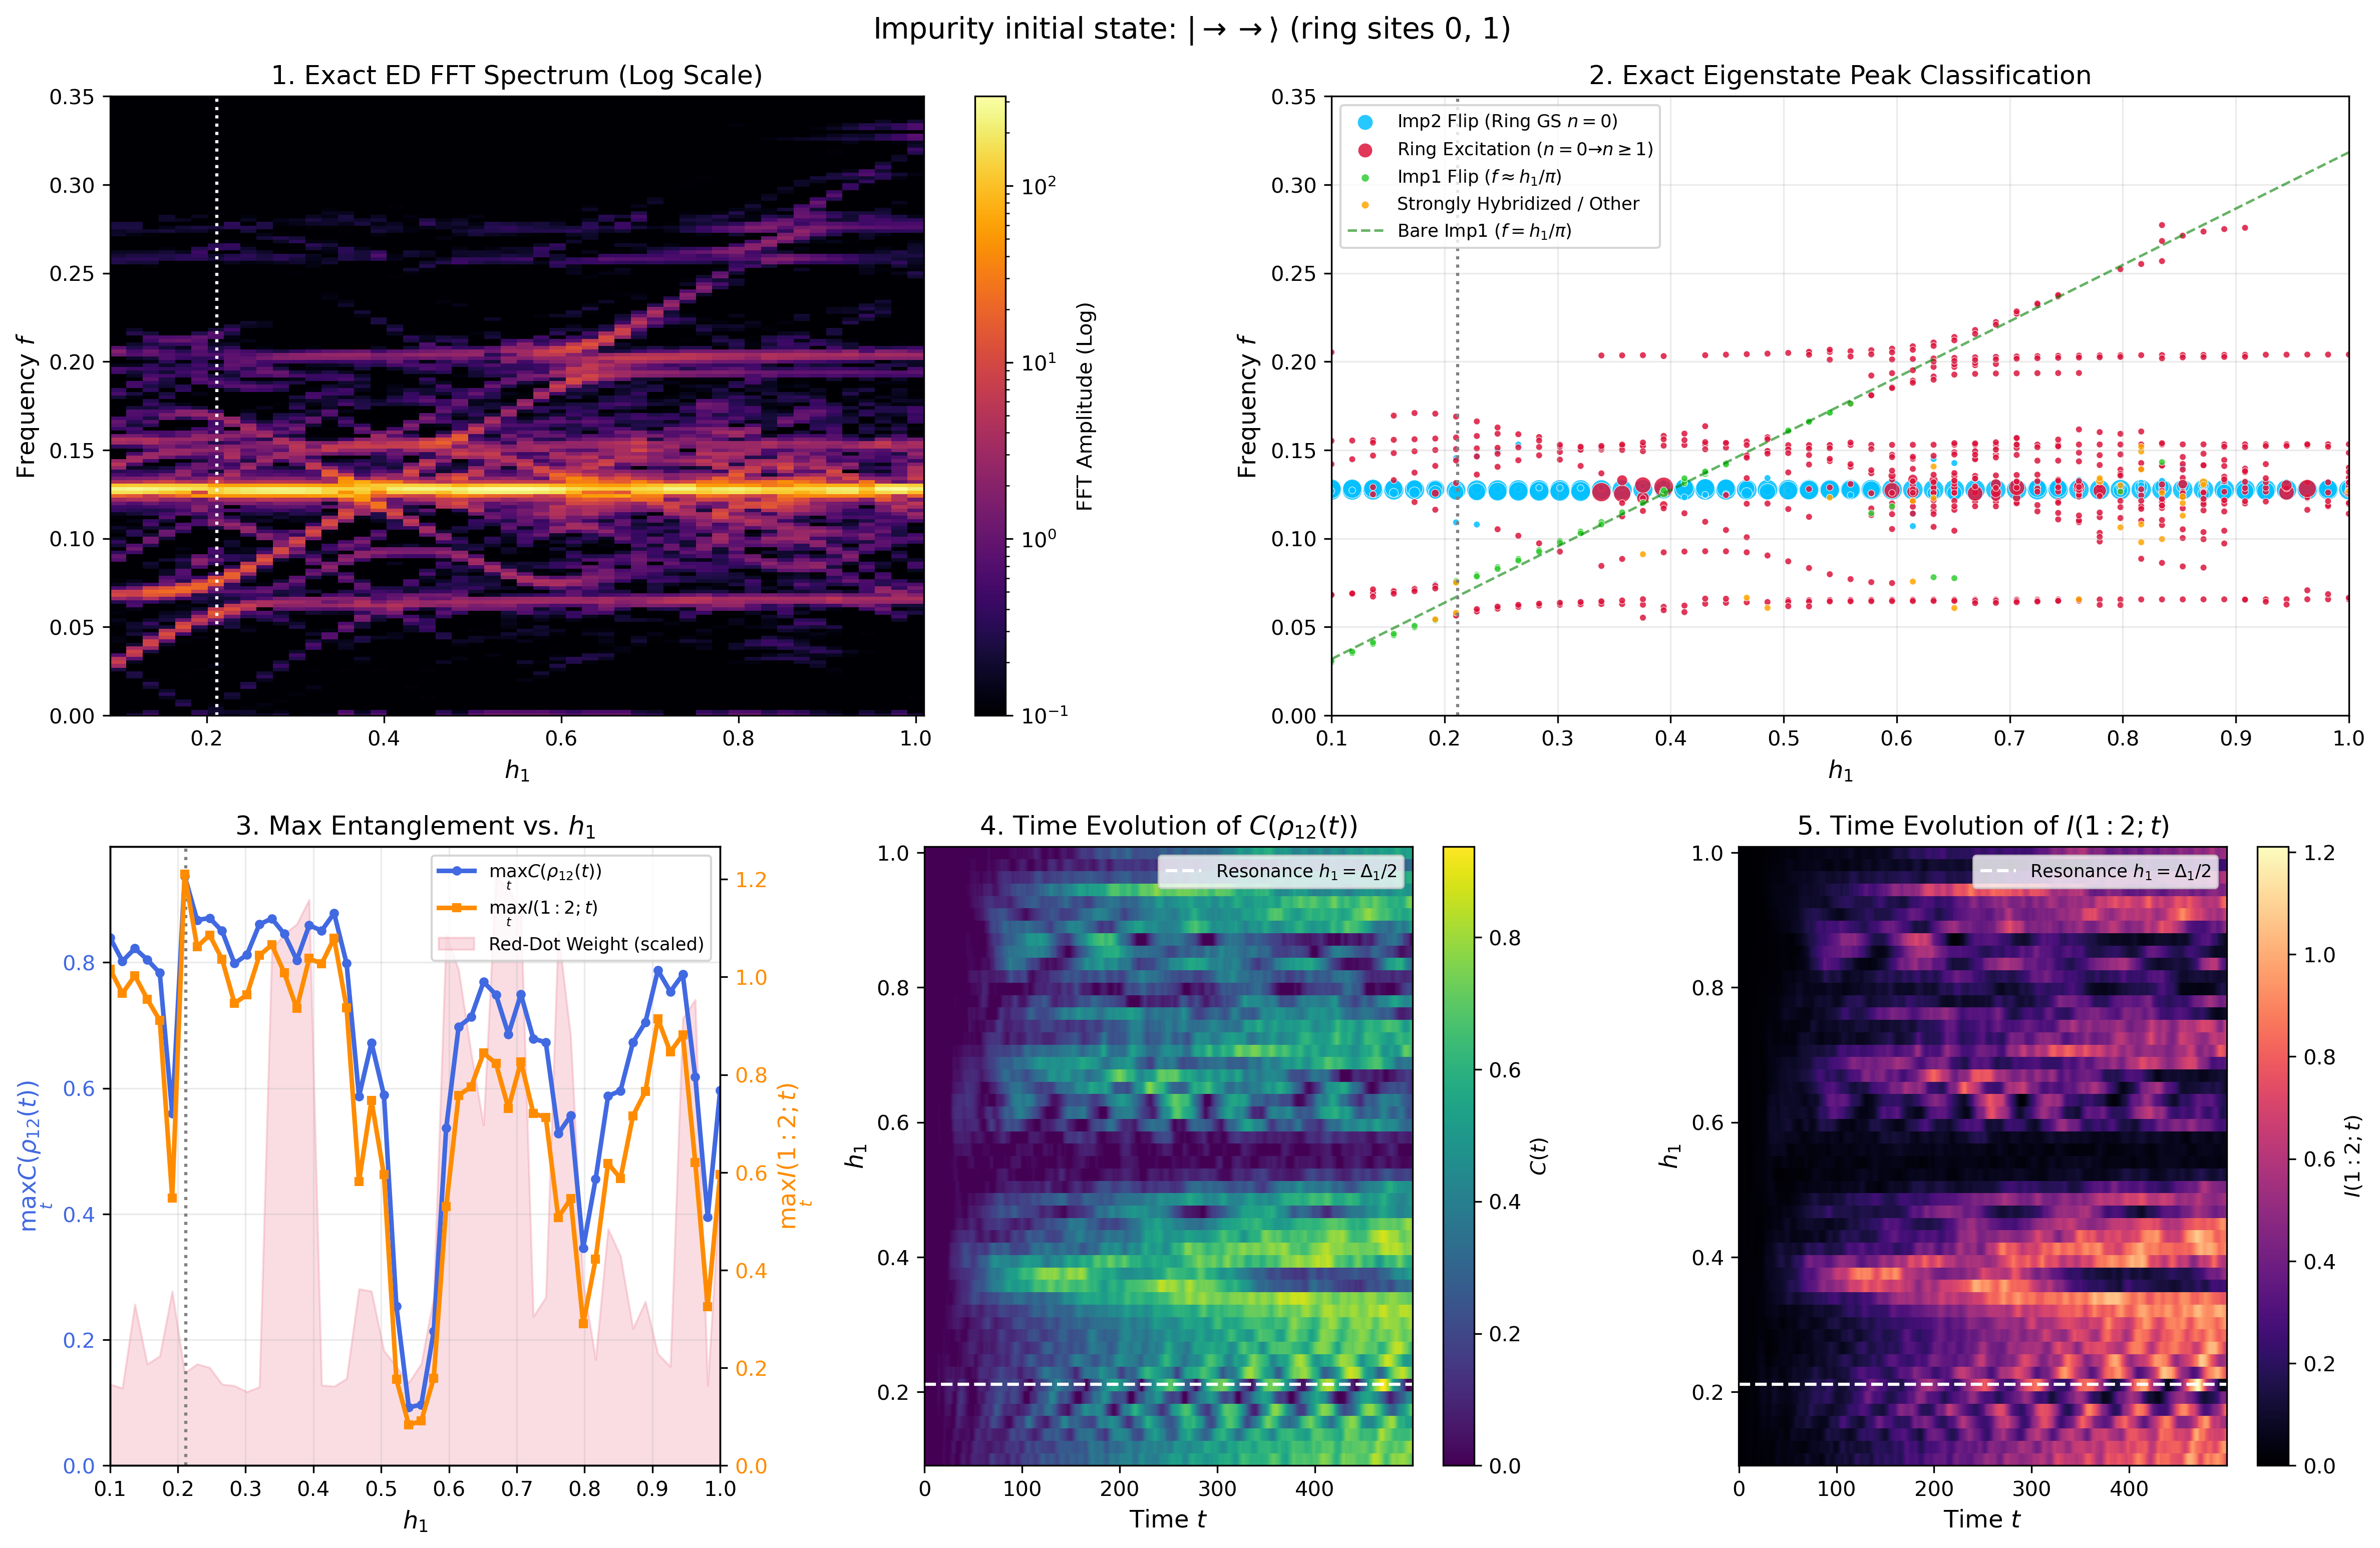 Impurity initial state: |→→⟩ (ring sites 0, 1)
1. Exact ED FFT Spectrum (Log Scale)
0.35
0.30
0.25
0.20
0.15
0.10
0.05
0.00
Frequency f
0.2
0.4
0.6
0.8
1.0
h₁
10²
10¹
10⁰
10⁻¹
FFT Amplitude (Log)
2. Exact Eigenstate Peak Classification
Imp2 Flip (Ring GS n = 0)
Ring Excitation (n = 0→n ≥ 1)
Imp1 Flip (f ≈ h₁/π)
Strongly Hybridized / Other
Bare Imp1 (f = h₁/π)
0.35
0.30
0.25
0.20
0.15
0.10
0.05
0.00
Frequency f
0.1
0.2
0.3
0.4
0.5
0.6
0.7
0.8
0.9
1.0
h₁
3. Max Entanglement vs. h₁
max C(ρ₁₂(t))
t
max I(1 : 2; t)
t
Red-Dot Weight (scaled)
0.8
0.6
0.4
0.2
0.0
max C(ρ₁₂(t))
t
1.2
1.0
0.8
0.6
0.4
0.2
0.0
max I(1 : 2; t)
t
0.1
0.2
0.3
0.4
0.5
0.6
0.7
0.8
0.9
1.0
h₁
4. Time Evolution of C(ρ₁₂(t))
Resonance h₁ = Δ₁/2
1.0
0.8
0.6
0.4
0.2
h₁
0
100
200
300
400
Time t
0.8
0.6
0.4
0.2
0.0
C(t)
5. Time Evolution of I(1 : 2; t)
Resonance h₁ = Δ₁/2
1.0
0.8
0.6
0.4
0.2
h₁
0
100
200
300
400
Time t
1.2
1.0
0.8
0.6
0.4
0.2
0.0
I(1 : 2; t)